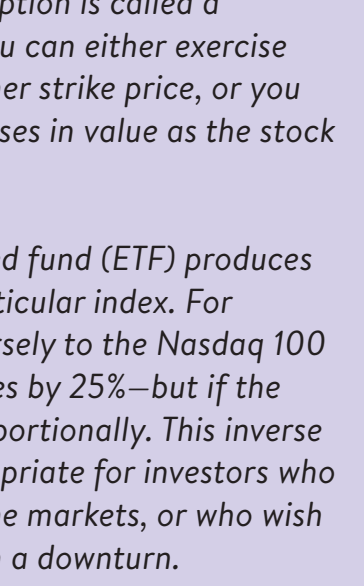 ption is called a
u can either exercise
er strike price, or you
ses in value as the stock
d fund (ETF) produces
ticular index. For
rsely to the Nasdaq 100
es by 25%—but if the
portionally. This inverse
priate for investors who
e markets, or who wish
a downturn.